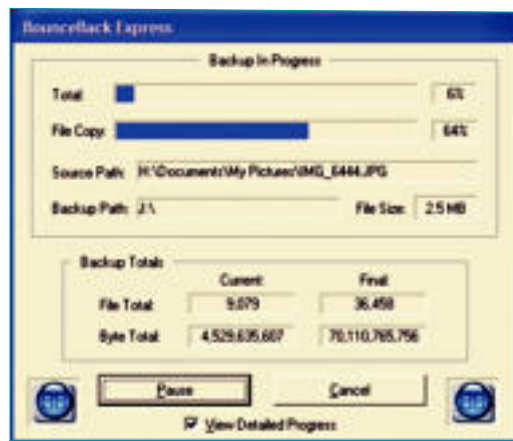 BounceBack Express
Backup In Progress
Total: 6%
File Copy: 64%
Source Path: H:\Documents\My Pictures\IMG_6444.JPG
Backup Path: J:\ File Size: 2.5 MB
Backup Totals
Current Final
File Total: 9,079 36,458
Byte Total: 4,529,635,607 70,110,765,756
Pause Cancel
View Detailed Progress